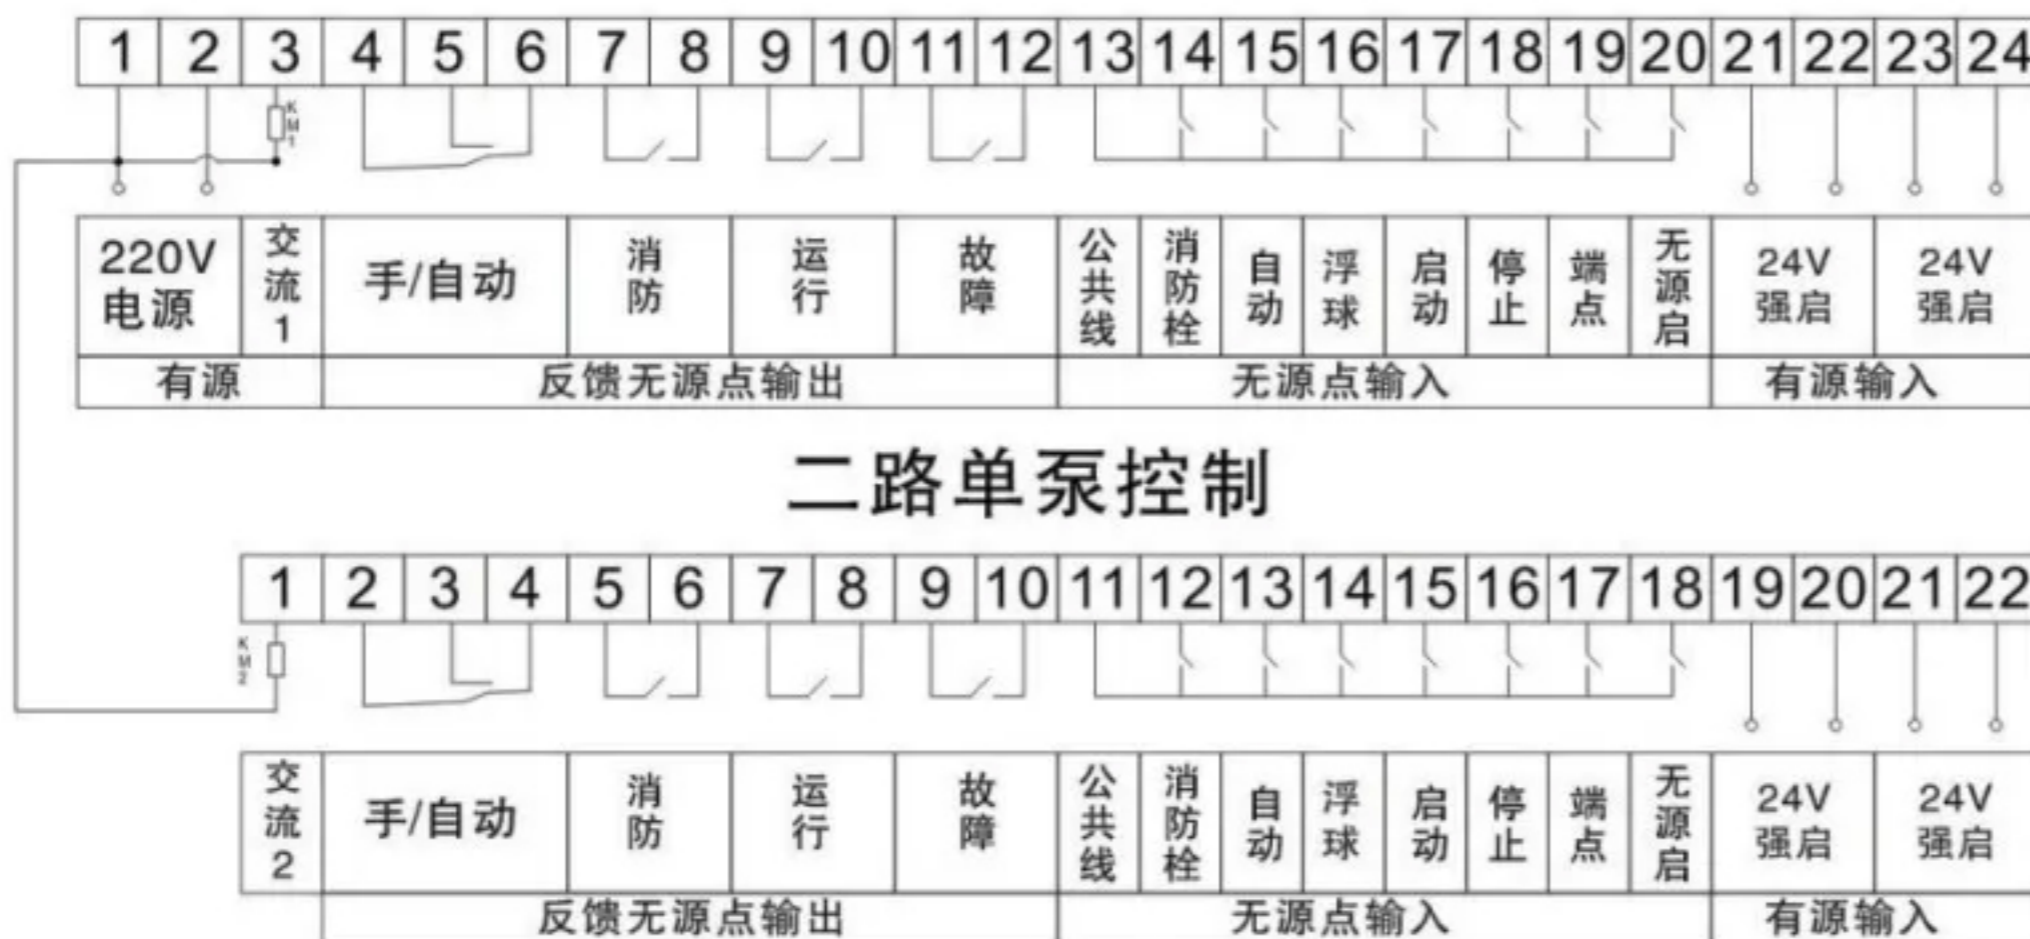 1 2 3 4 5 6 7 8 9 10 11 12 13 14 15 16 17 18 19 20 21 22 23 24
KM1
220V电源 交流1 手/自动 消防 运行 故障 公共线 消防栓 自动 浮球 启动 停止 端点 无源启 24V强启 24V强启
有源 反馈无源点输出 无源点输入 有源输入
二路单泵控制
1 2 3 4 5 6 7 8 9 10 11 12 13 14 15 16 17 18 19 20 21 22
KM2
交流2 手/自动 消防 运行 故障 公共线 消防栓 自动 浮球 启动 停止 端点 无源启 24V强启 24V强启
反馈无源点输出 无源点输入 有源输入